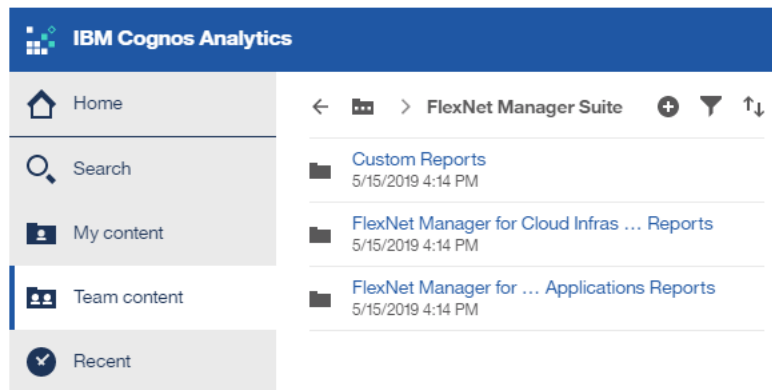 IBM Cognos Analytics
Home
Search
My content
Team content
Recent
FlexNet Manager Suite
Custom Reports
5/15/2019 4:14 PM
FlexNet Manager for Cloud Infras ... Reports
5/15/2019 4:14 PM
FlexNet Manager for ... Applications Reports
5/15/2019 4:14 PM